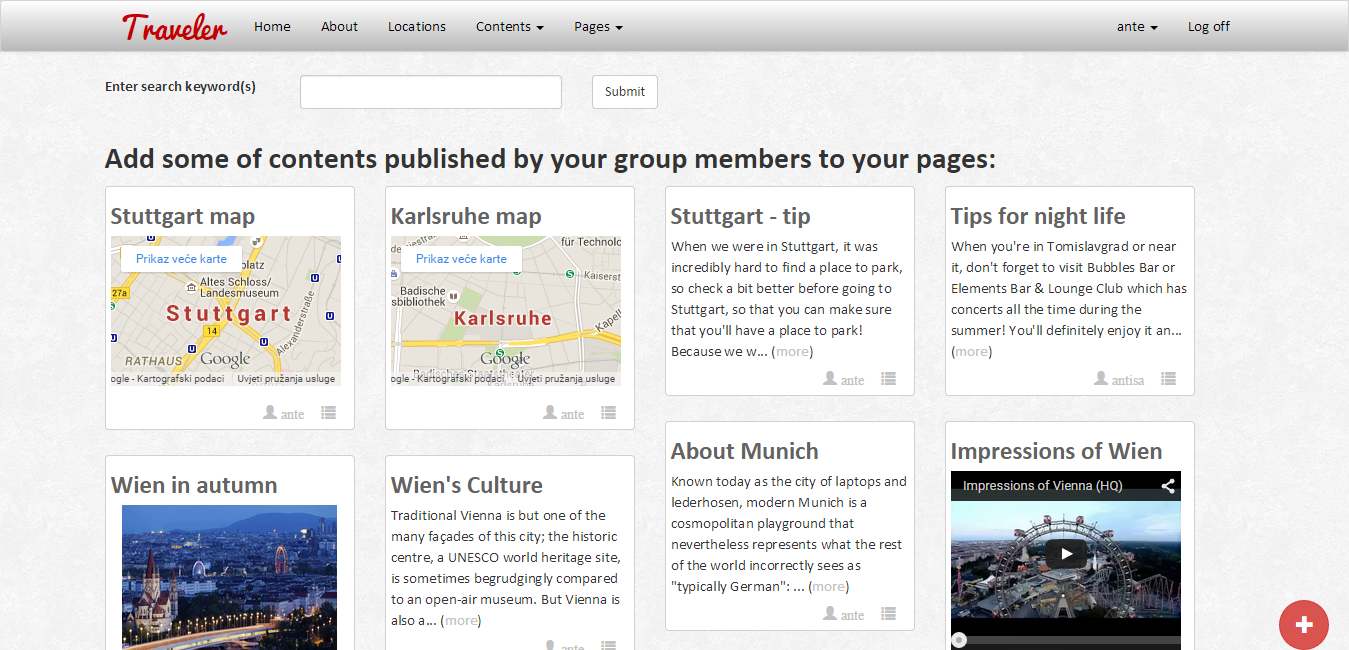 Traveler Home About Locations Contents Pages ante Log off
Enter search keyword(s) Submit
Add some of contents published by your group members to your pages:
Stuttgart map
Prikaz veće karte
platz
Altes Schloss/
Landesmuseum
27a
Stuttgart
14
Alexanderstraße
RATHAUS
Google
ogle - Kartografski podaci Uvjeti pružanja usluge
ante
Karlsruhe map
für Technolo
Prikaz veće karte
Kaiserst
Badische
sbibliothek
Karlsruhe
Kapell
Google
ogle - Kartografski podaci Uvjeti pružanja usluge
Karlsruhe
ante
Stuttgart - tip
When we were in Stuttgart, it was
incredibly hard to find a place to park,
so check a bit better before going to
Stuttgart, so that you can make sure
that you'll have a place to park!
Because we w... (more)
ante
Tips for night life
When you're in Tomislavgrad or near
it, don't forget to visit Bubbles Bar or
Elements Bar & Lounge Club which has
concerts all the time during the
summer! You'll definitely enjoy it an...
(more)
antisa
Wien in autumn
Wien's Culture
Traditional Vienna is but one of the
many façades of this city; the historic
centre, a UNESCO world heritage site,
is sometimes begrudgingly compared
to an open-air museum. But Vienna is
also a... (more)
ante
About Munich
Known today as the city of laptops and
lederhosen, modern Munich is a
cosmopolitan playground that
nevertheless represents what the rest
of the world incorrectly sees as
"typically German": ... (more)
ante
Impressions of Wien
Impressions of Vienna (HQ)